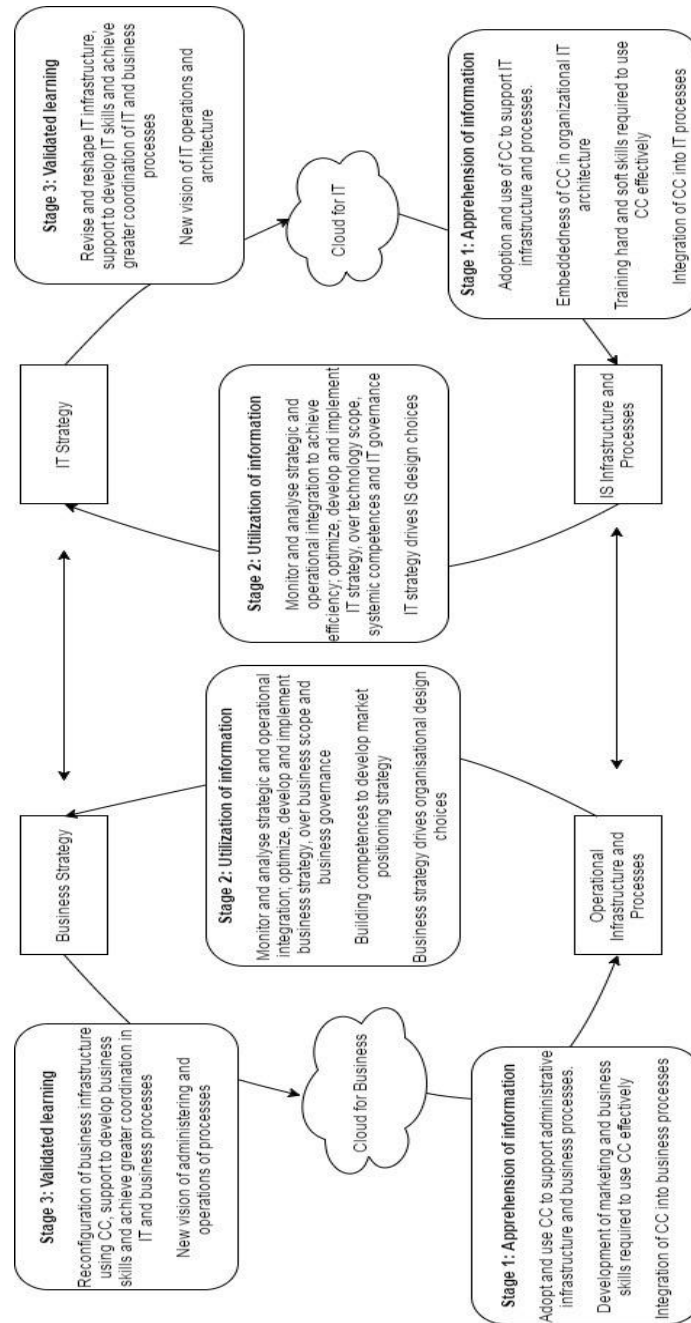 Stage 3: Validated learning
Reconfiguration of business infrastructure
using CC, support to develop business
skills and achieve greater coordination in
IT and business processes
New vision of administering and
operations of processes
Business Strategy
IT Strategy
Stage 3: Validated learning
Revise and reshape IT infrastructure,
support to develop IT skills and achieve
greater coordination of IT and business
processes
New vision of IT operations and
architecture
Cloud for Business
Stage 2: Utilization of information
Monitor and analyse strategic and operational
integration; optimize, develop and implement
business strategy, over business scope and
business governance
Building competences to develop market
positioning strategy
Business strategy drives organisational design
choices
Stage 2: Utilization of information
Monitor and analyse strategic and
operational integration to achieve
efficiency; optimize, develop and implement
IT strategy, over technology scope,
systemic competences and IT governance
IT strategy drives IS design choices
Cloud for IT
Stage 1: Apprehension of information
Adopt and use CC to support administrative
infrastructure and business processes.
Development of marketing and business
skills required to use CC effectively
Integration of CC into business processes
Operational
Infrastructure and
Processes
IS Infrastructure and
Processes
Stage 1: Apprehension of information
Adoption and use of CC to support IT
infrastructure and processes.
Embeddedness of CC in organizational IT
architecture
Training hard and soft skills required to use
CC effectively
Integration of CC into IT processes